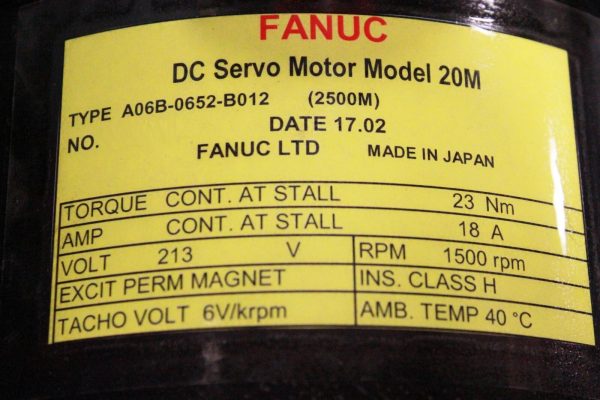 FANUC
DC Servo Motor Model 20M
TYPE A06B-0652-B012 (2500M)
NO. DATE 17.02
FANUC LTD MADE IN JAPAN
TORQUE CONT. AT STALL 23 Nm
AMP CONT. AT STALL 18 A
VOLT 213 V RPM 1500 rpm
EXCIT PERM MAGNET INS. CLASS H
TACHO VOLT 6V/krpm AMB. TEMP 40 °C